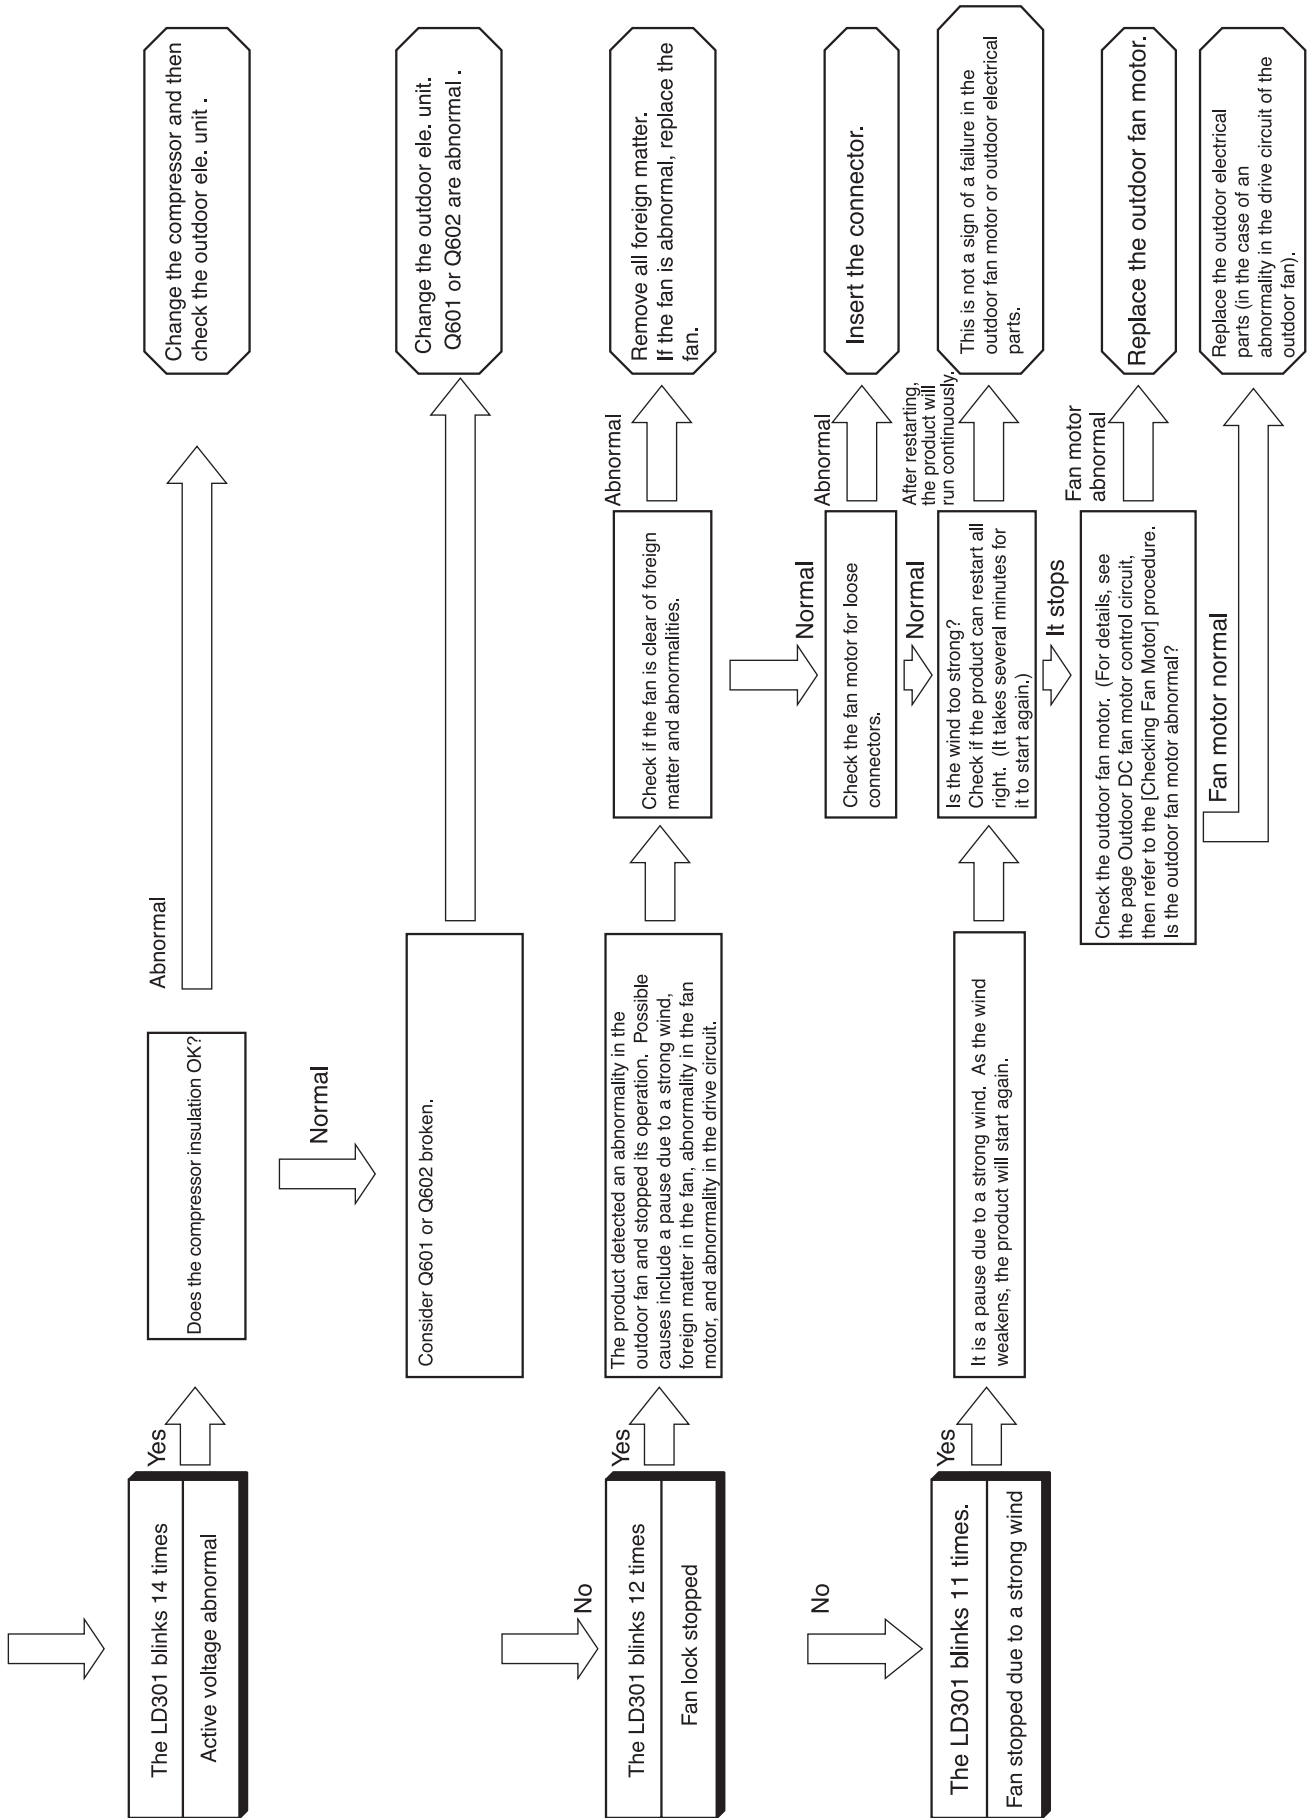 The LD301 blinks 14 times
Active voltage abnormal
Yes
Does the compressor insulation OK?
Abnormal
Change the compressor and then
check the outdoor ele. unit .
Normal
Consider Q601 or Q602 broken.
Change the outdoor ele. unit.
Q601 or Q602 are abnormal .
No
The LD301 blinks 12 times
Fan lock stopped
Yes
The product detected an abnormality in the
outdoor fan and stopped its operation. Possible
causes include a pause due to a strong wind,
foreign matter in the fan, abnormality in the fan
motor, and abnormality in the drive circuit.
Check if the fan is clear of foreign
matter and abnormalities.
Abnormal
Remove all foreign matter.
If the fan is abnormal, replace the
fan.
Normal
Check the fan motor for loose
connectors.
Abnormal
Insert the connector.
Normal
No
The LD301 blinks 11 times.
Fan stopped due to a strong wind
Yes
It is a pause due to a strong wind. As the wind
weakens, the product will start again.
Is the wind too strong?
Check if the product can restart all
right. (It takes several minutes for
it to start again.)
After restarting,
the product will
run continuously.
This is not a sign of a failure in the
outdoor fan motor or outdoor electrical
parts.
It stops
Check the outdoor fan motor. (For details, see
the page Outdoor DC fan motor control circuit,
then refer to the [Checking Fan Motor] procedure.
Is the outdoor fan motor abnormal?
Fan motor
abnormal
Replace the outdoor fan motor.
Fan motor normal
Replace the outdoor electrical
parts (in the case of an
abnormality in the drive circuit of the
outdoor fan).